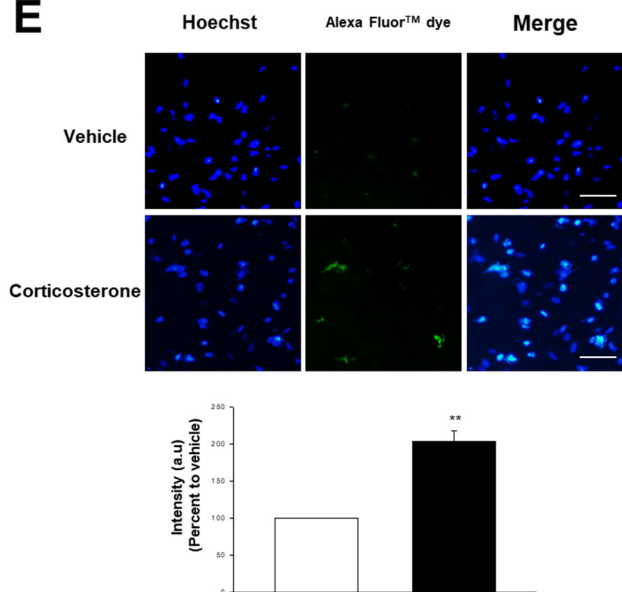 E
Hoechst Alexa Fluor™ dye Merge
Vehicle
Corticosterone
Intensity (a.u)
(Percent to vehicle)
250
200
150
100
50
0
**